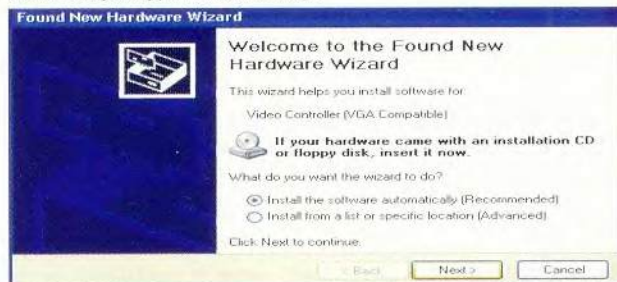 Found New Hardware Wizard
Welcome to the Found New
Hardware Wizard
This wizard helps you install software for:
Video Controller (VGA Compatible)
If your hardware came with an installation CD
or floppy disk, insert it now.
What do you want the wizard to do?
Install the software automatically (Recommended)
Install from a list or specific location (Advanced)
Click Next to continue.
< Back
Next >
Cancel